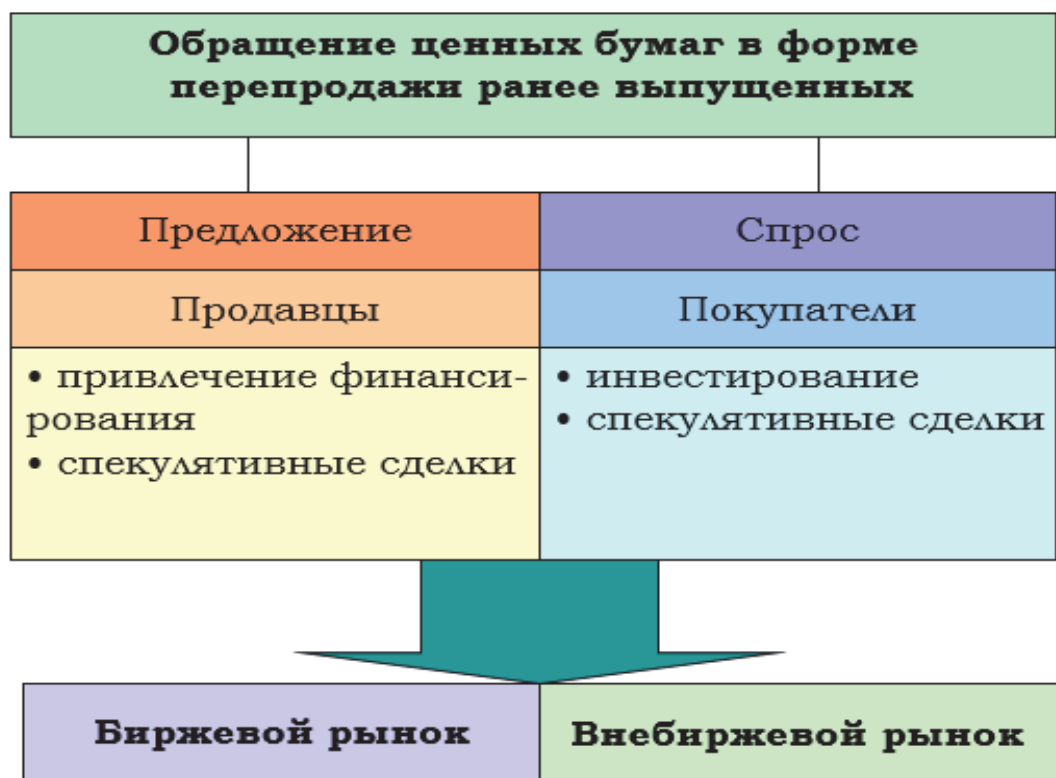 Обращение ценных бумаг в форме
перепродажи ранее выпущенных
Предложение
Спрос
Продавцы
Покупатели
• привлечение финанси-
рования
• спекулятивные сделки
• инвестирование
• спекулятивные сделки
Биржевой рынок
Внебиржевой рынок